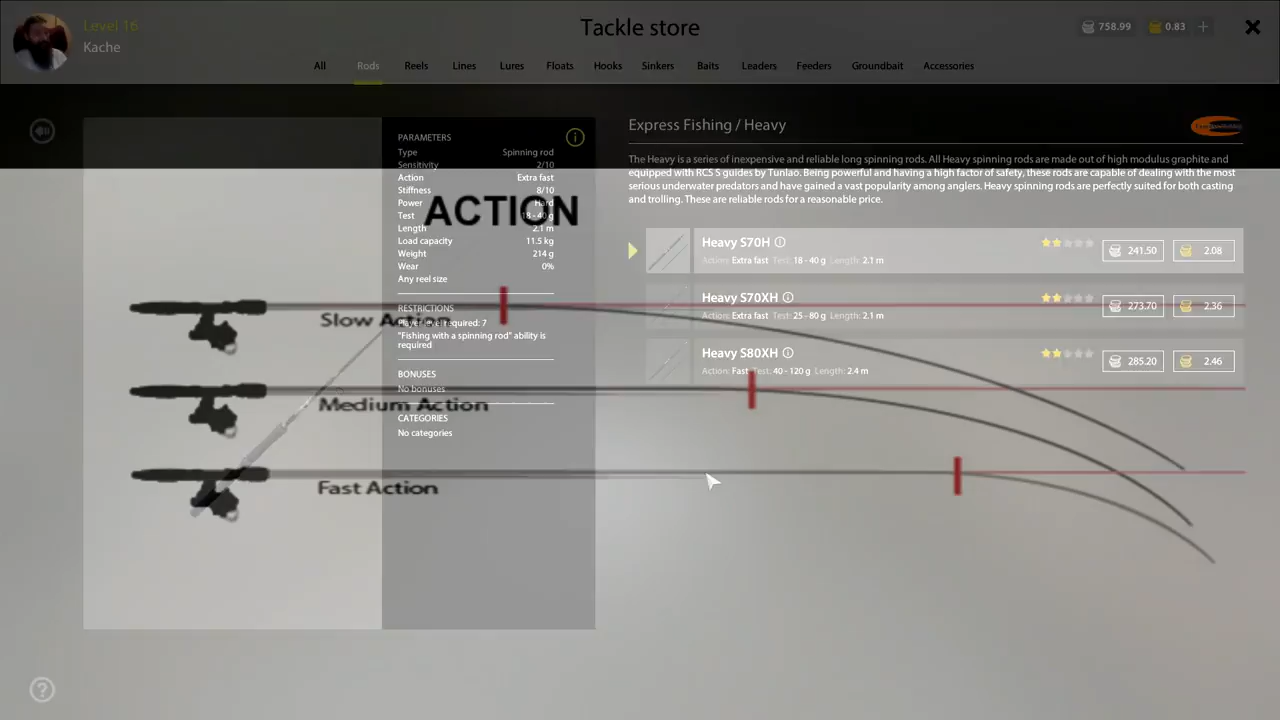 Level 16
Kache
Tackle store
758.99
0.83
All Rods Reels Lines Lures Floats Hooks Sinkers Baits Leaders Feeders Groundbait Accessories
PARAMETERS
Type Spinning rod
Sensitivity 2/10
Action Extra fast
Stiffness 8/10
Power Hard
Test 18 - 40 g
Length 2.1 m
Load capacity 11.5 kg
Weight 214 g
Wear 0%
Any reel size
RESTRICTIONS
Player level required: 7
"Fishing with a spinning rod" ability is
required
BONUSES
No bonuses
CATEGORIES
No categories
ACTION
Slow Action
Medium Action
Fast Action
Express Fishing / Heavy
The Heavy is a series of inexpensive and reliable long spinning rods. All Heavy spinning rods are made out of high modulus graphite and
equipped with RCS S guides by Tunlao. Being powerful and having a high factor of safety, these rods are capable of dealing with the most
serious underwater predators and have gained a vast popularity among anglers. Heavy spinning rods are perfectly suited for both casting
and trolling. These are reliable rods for a reasonable price.
Heavy S70H
Action: Extra fast Test: 18 - 40 g Length: 2.1 m
241.50 2.08
Heavy S70XH
Action: Extra fast Test: 25 - 80 g Length: 2.1 m
273.70 2.36
Heavy S80XH
Action: Fast Test: 40 - 120 g Length: 2.4 m
285.20 2.46
?